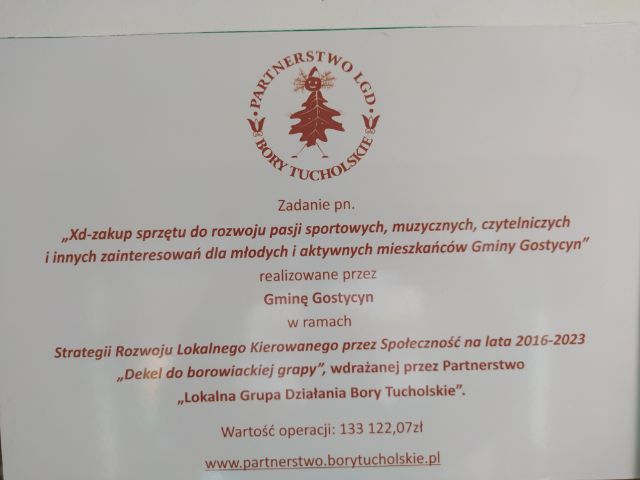 PARTNERSTWO LGD
BORY TUCHOLSKIE
Zadanie pn.
„Xd-zakup sprzętu do rozwoju pasji sportowych, muzycznych, czytelniczych
i innych zainteresowań dla młodych i aktywnych mieszkańców Gminy Gostycyn”
realizowane przez
Gminę Gostycyn
w ramach
Strategii Rozwoju Lokalnego Kierowanego przez Społeczność na lata 2016-2023
„Dekel do borowiackiej grapy”, wdrażanej przez Partnerstwo
„Lokalna Grupa Działania Bory Tucholskie”.
Wartość operacji: 133 122,07zł
www.partnerstwo.borytucholskie.pl